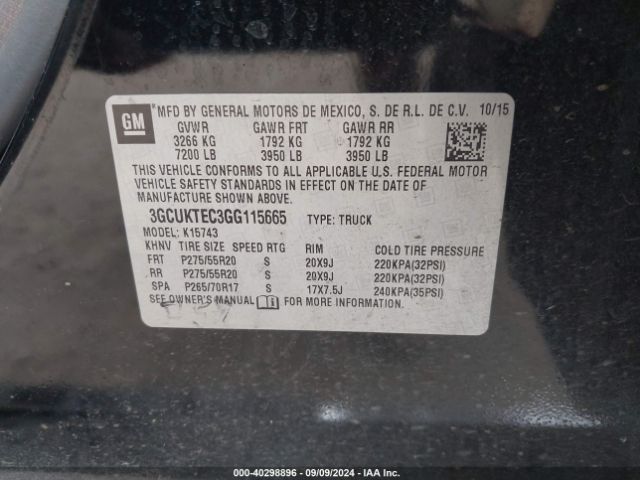 GM
*MFD BY GENERAL MOTORS DE MEXICO, S. DE R.L. DE C.V. 10/15
GVWR GAWR FRT GAWR RR
3266 KG 1792 KG 1792 KG
7200 LB 3950 LB 3950 LB
THIS VEHICLE CONFORMS TO ALL APPLICABLE U.S. FEDERAL MOTOR
VEHICLE SAFETY STANDARDS IN EFFECT ON THE DATE OF
MANUFACTURE SHOWN ABOVE.
3GCUKTEC3GG115665 TYPE: TRUCK
MODEL: K15743
KHNV TIRE SIZE SPEED RTG RIM COLD TIRE PRESSURE
FRT P275/55R20 S 20X9J 220KPA(32PSI)
RR P275/55R20 S 20X9J 220KPA(32PSI)
SPA P265/70R17 S 17X7.5J 240KPA(35PSI)
SEE OWNER'S MANUAL FOR MORE INFORMATION.
000-40298896 - 09/09/2024 - IAA Inc.